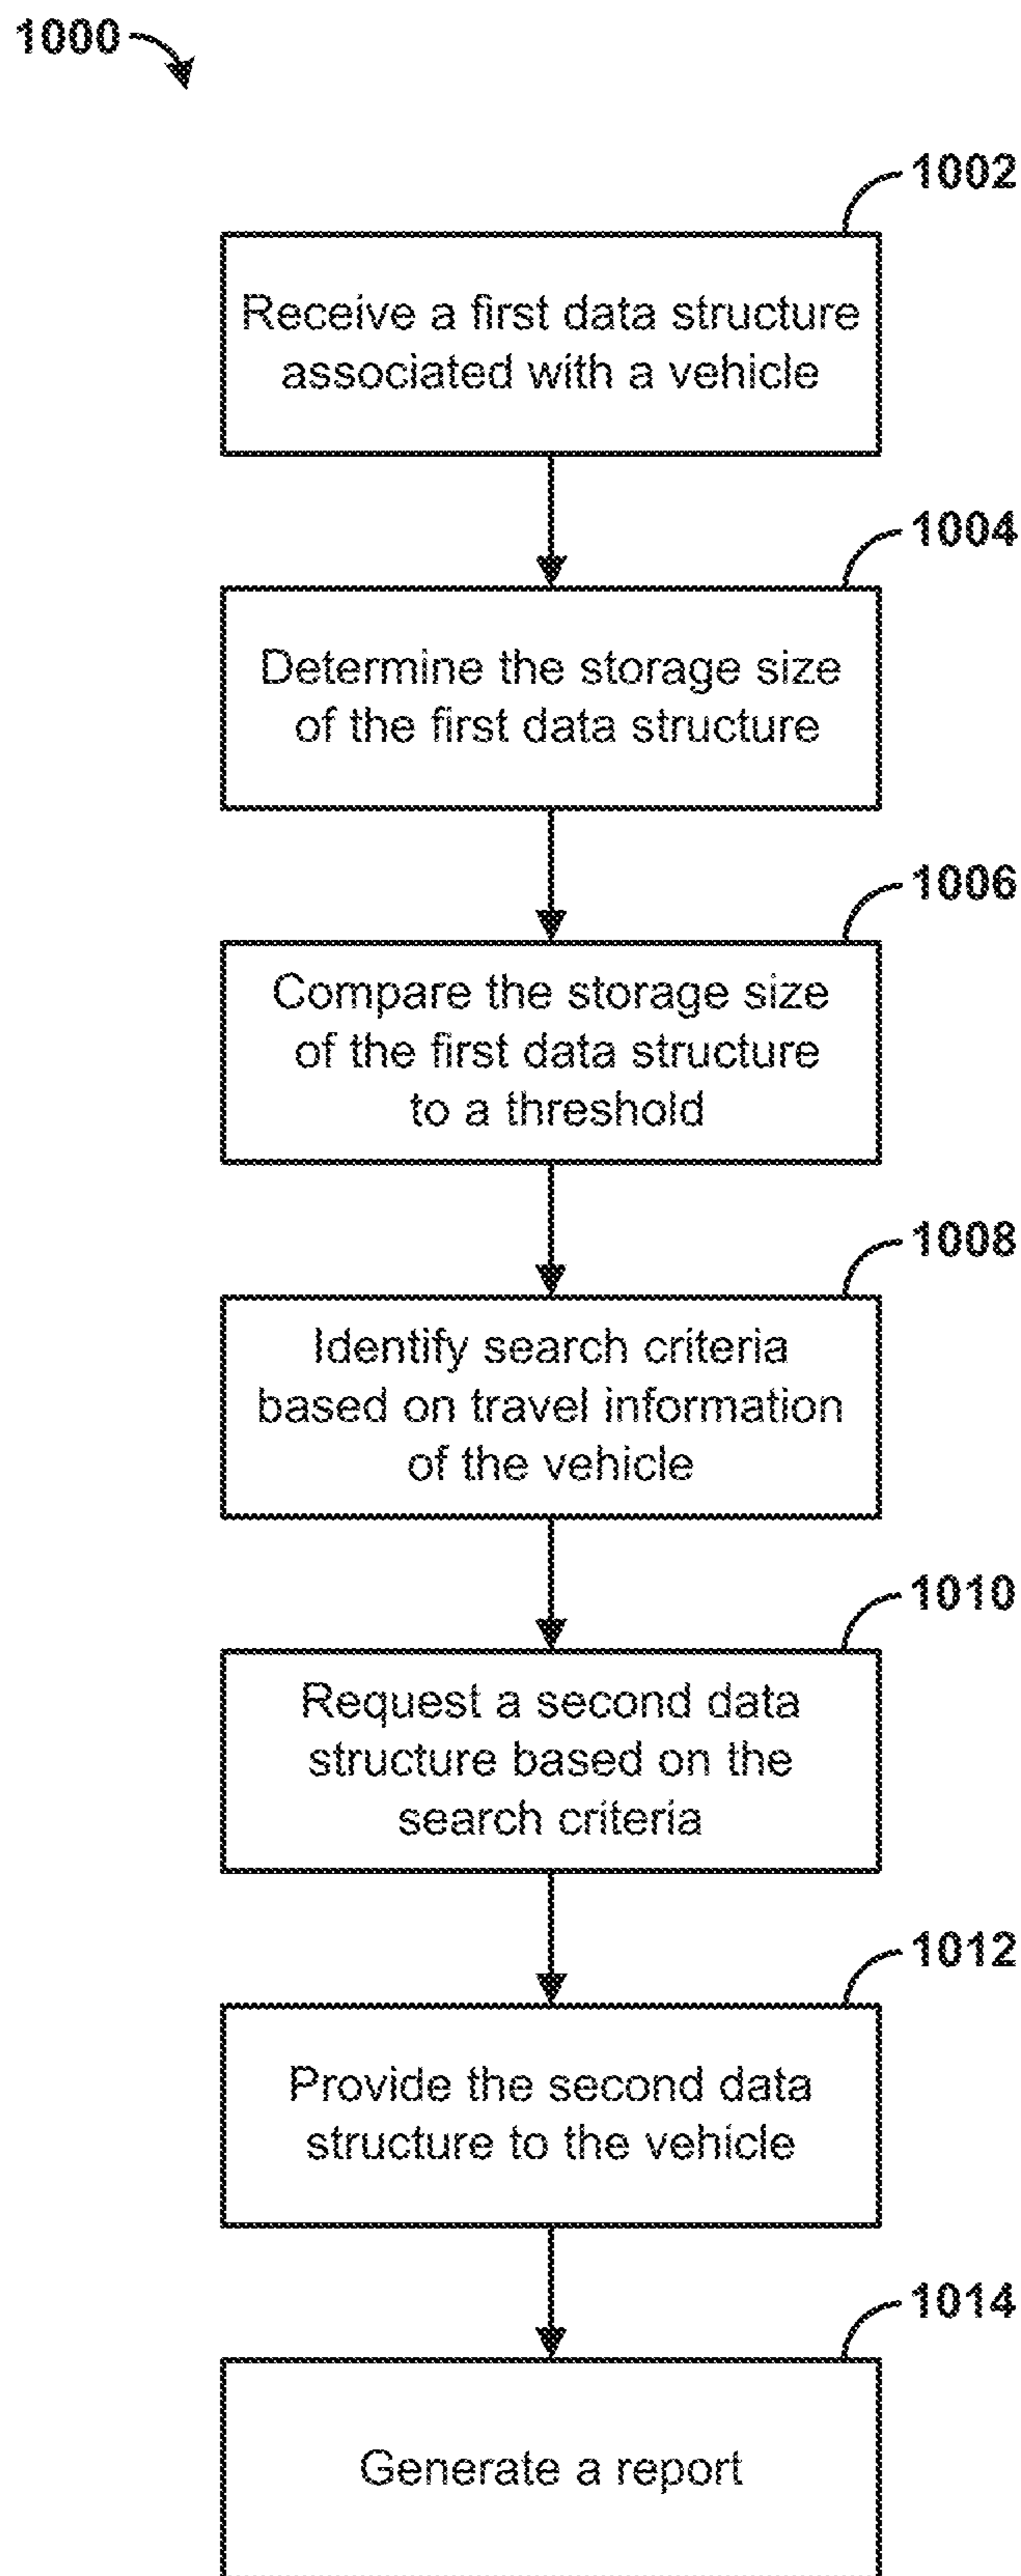 1000
1002
Receive a first data structure
associated with a vehicle
1004
Determine the storage size
of the first data structure
1006
Compare the storage size
of the first data structure
to a threshold
1008
Identify search criteria
based on travel information
of the vehicle
1010
Request a second data
structure based on the
search criteria
1012
Provide the second data
structure to the vehicle
1014
Generate a report